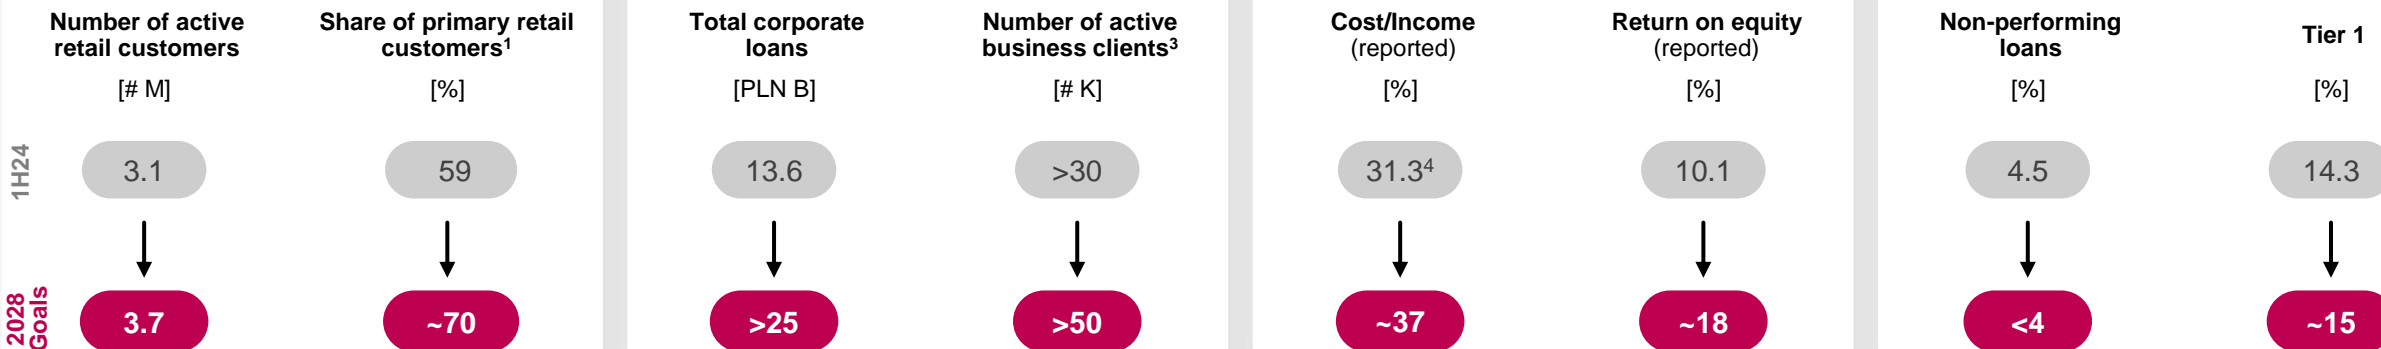 Number of active
retail customers
[# M]
Share of primary retail
customers¹
[%]
Total corporate
loans
[PLN B]
Number of active
business clients³
[# K]
Cost/Income
(reported)
[%]
Return on equity
(reported)
[%]
Non-performing
loans
[%]
Tier 1
[%]
1H24
3.1
59
13.6
>30
31.3⁴
10.1
4.5
14.3
2028
Goals
3.7
~70
>25
>50
~37
~18
<4
~15